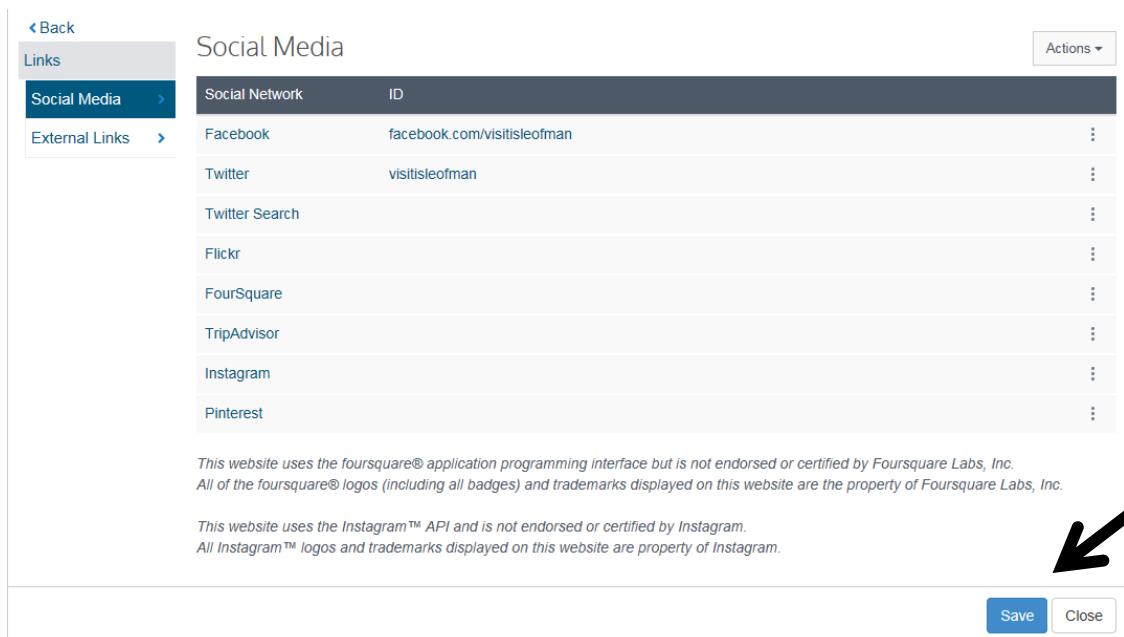 Back
Links
Social Media
External Links
Social Media
Actions
Social Network ID
Facebook facebook.com/visitisleofman
Twitter visitisleofman
Twitter Search
Flickr
FourSquare
TripAdvisor
Instagram
Pinterest
This website uses the foursquare® application programming interface but is not endorsed or certified by Foursquare Labs, Inc.
All of the foursquare® logos (including all badges) and trademarks displayed on this website are the property of Foursquare Labs, Inc.
This website uses the Instagram™ API and is not endorsed or certified by Instagram.
All Instagram™ logos and trademarks displayed on this website are property of Instagram.
Save Close